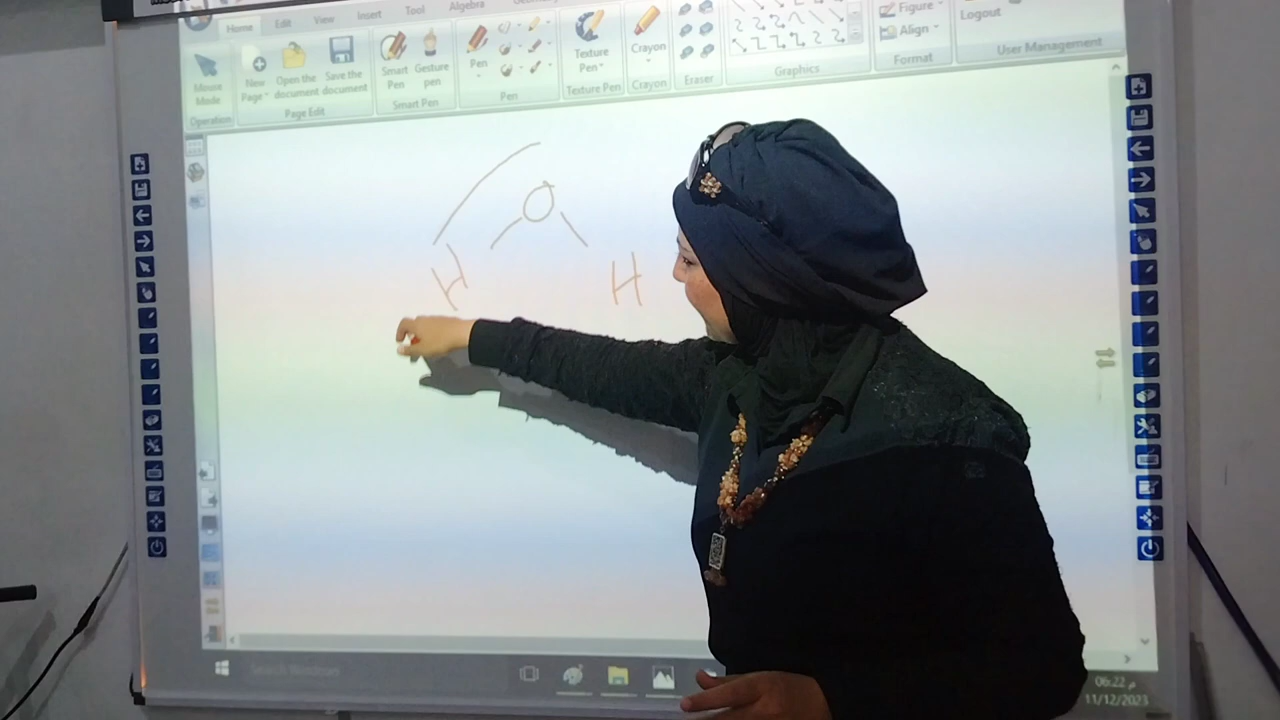 Home Edit View Insert Tool Algebra
Mouse Mode
New Page
Open the document
Save the document
Smart Pen
Gesture pen
Pen
Texture Pen
Crayon
Figure
Align
Logout
Operation
Page Edit
Smart Pen
Pen
Texture Pen
Crayon
Eraser
Graphics
Format
User Management
O
H H
06:22 م
11/12/2023